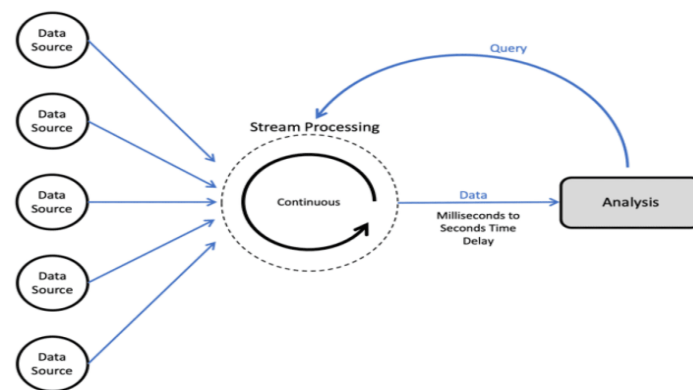 Data
Source
Data
Source
Data
Source
Data
Source
Data
Source
Query
Stream Processing
Continuous
Data
Milliseconds to
Seconds Time
Delay
Analysis